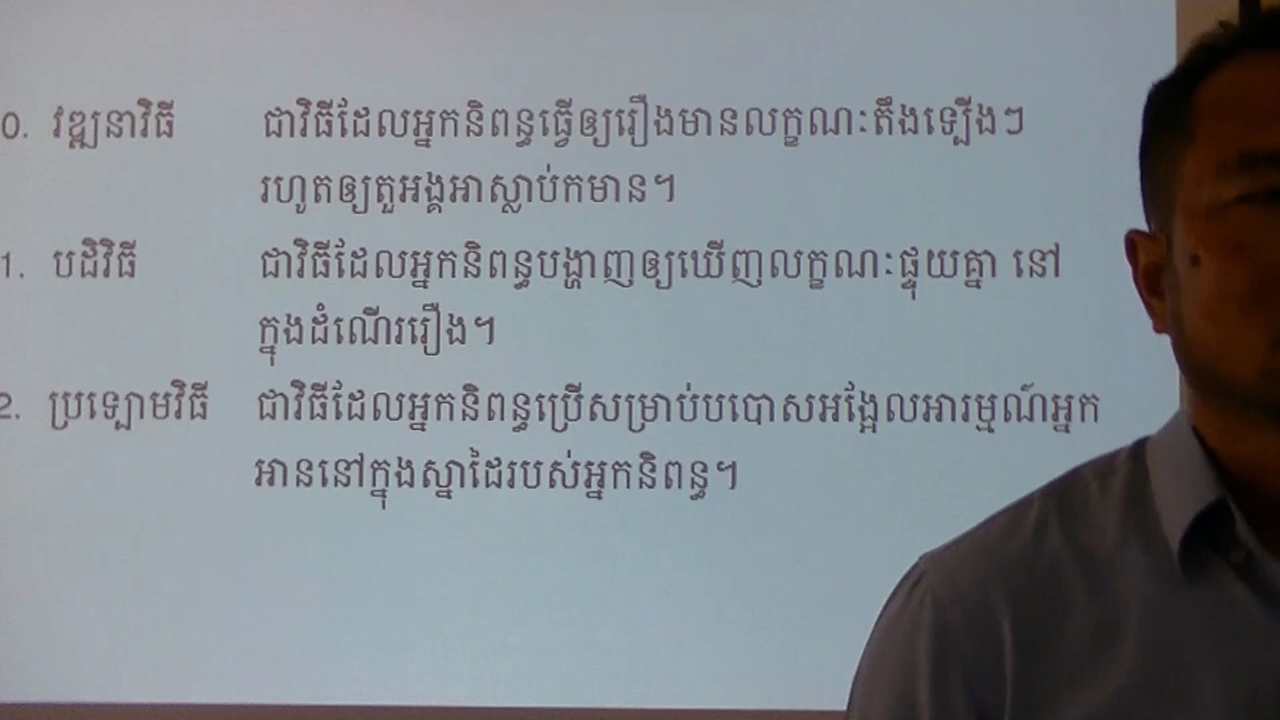 0. វឌ្ឍនាវិធី ជាវិធីដែលអ្នកនិពន្ធធ្វើឲ្យរឿងមានលក្ខណៈតឹងឡើងៗ
រហូតឲ្យតួអង្គអាស្លាប់កមាន។
1. បដិវិធី ជាវិធីដែលអ្នកនិពន្ធបង្ហាញឲ្យឃើញលក្ខណៈផ្ទុយគ្នា នៅ
ក្នុងដំណើររឿង។
2. ប្រឡោមវិធី ជាវិធីដែលអ្នកនិពន្ធប្រើសម្រាប់បបោសអង្អែលអារម្មណ៍អ្នក
អាននៅក្នុងស្នាដៃរបស់អ្នកនិពន្ធ។